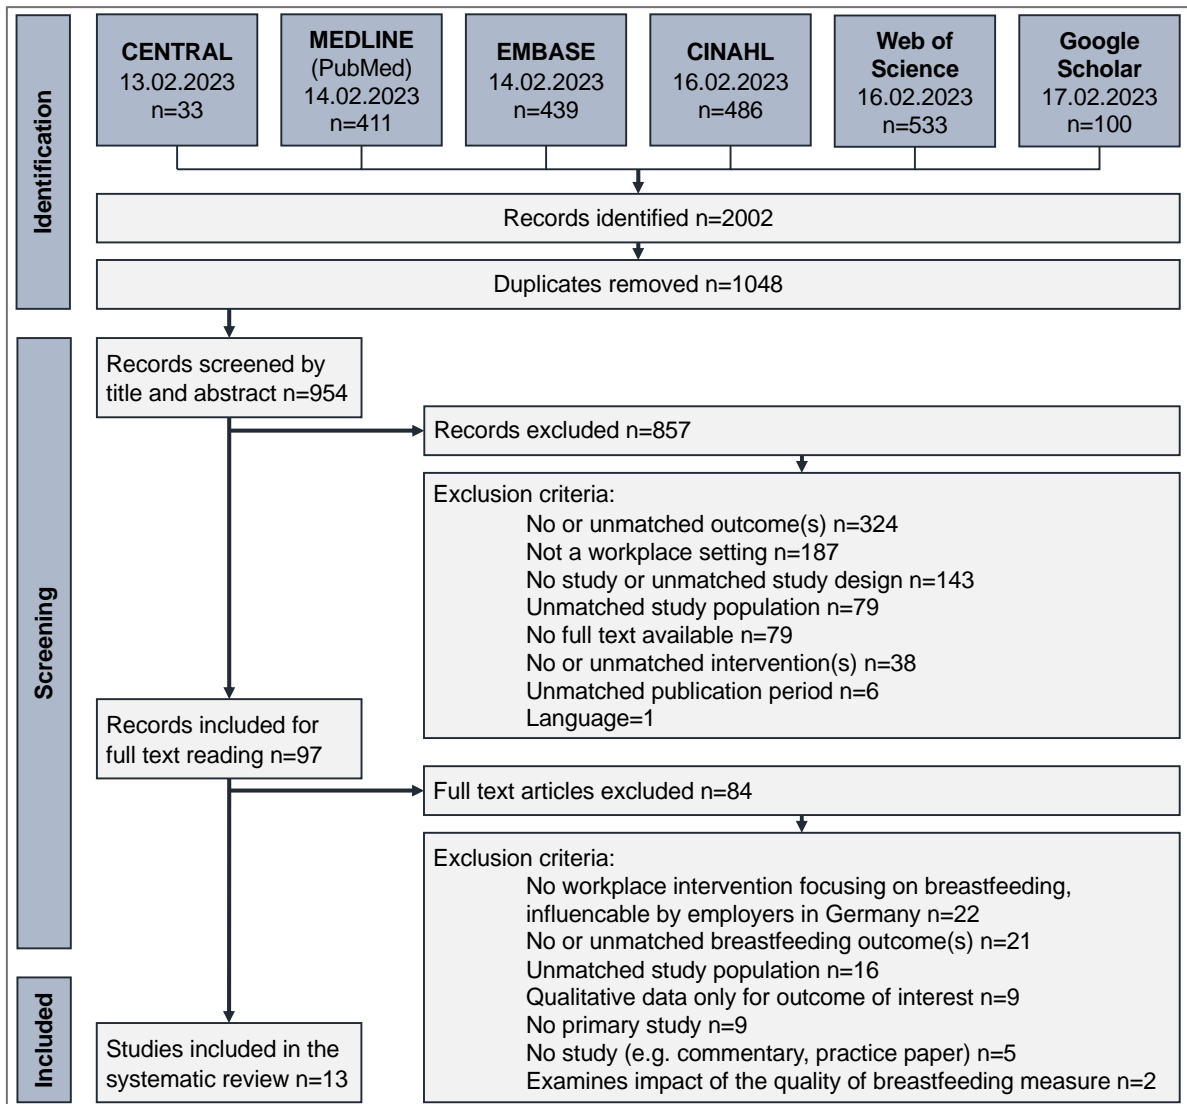 Identification
CENTRAL
13.02.2023
n=33
MEDLINE
(PubMed)
14.02.2023
n=411
EMBASE
14.02.2023
n=439
CINAHL
16.02.2023
n=486
Web of
Science
16.02.2023
n=533
Google
Scholar
17.02.2023
n=100
Records identified n=2002
Duplicates removed n=1048
Screening
Records screened by
title and abstract n=954
Records excluded n=857
Exclusion criteria:
No or unmatched outcome(s) n=324
Not a workplace setting n=187
No study or unmatched study design n=143
Unmatched study population n=79
No full text available n=79
No or unmatched intervention(s) n=38
Unmatched publication period n=6
Language=1
Records included for
full text reading n=97
Full text articles excluded n=84
Exclusion criteria:
No workplace intervention focusing on breastfeeding,
influencable by employers in Germany n=22
No or unmatched breastfeeding outcome(s) n=21
Unmatched study population n=16
Qualitative data only for outcome of interest n=9
No primary study n=9
No study (e.g. commentary, practice paper) n=5
Examines impact of the quality of breastfeeding measure n=2
Included
Studies included in the
systematic review n=13